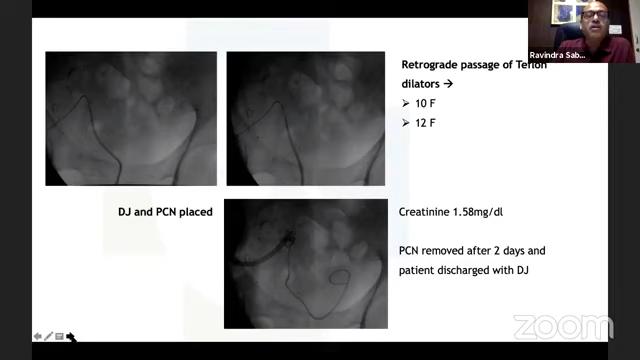 Ravindra Sab...
Retrograde passage of Teflon
dilators →
➢ 10 F
➢ 12 F
DJ and PCN placed
Creatinine 1.58mg/dl
PCN removed after 2 days and
patient discharged with DJ
zoom